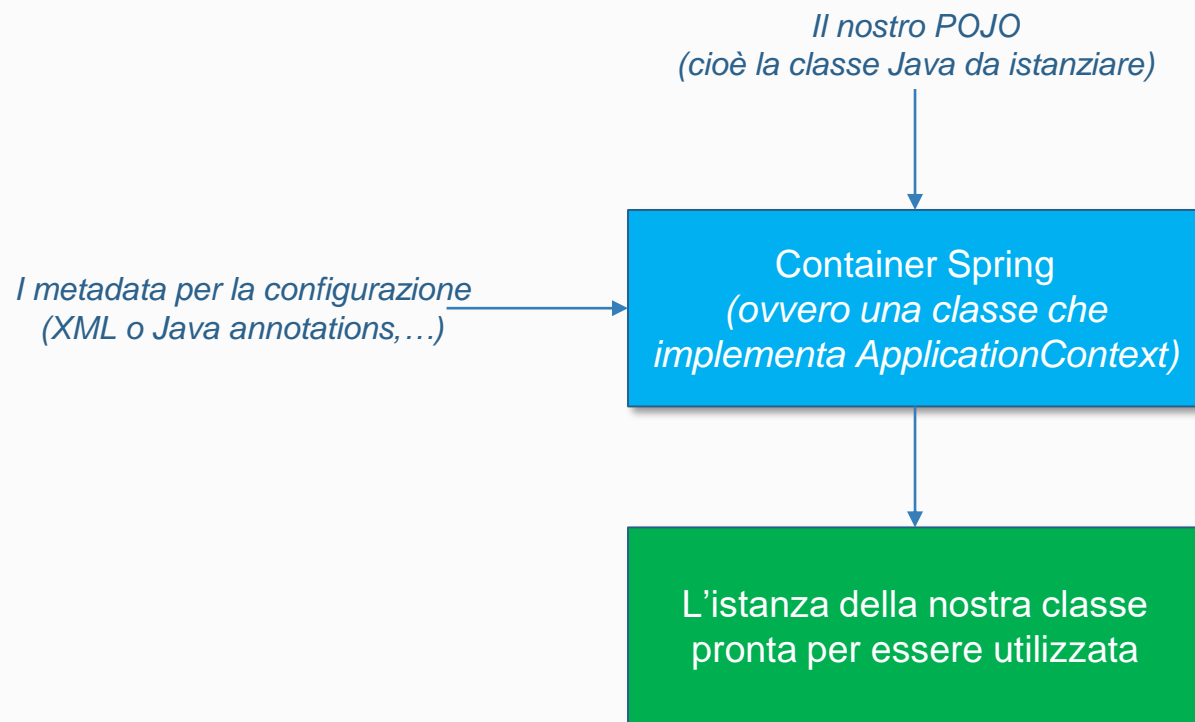 Il nostro POJO
(cioè la classe Java da istanziare)
I metadata per la configurazione
(XML o Java annotations,…)
Container Spring
(ovvero una classe che
implementa ApplicationContext)
L’istanza della nostra classe
pronta per essere utilizzata